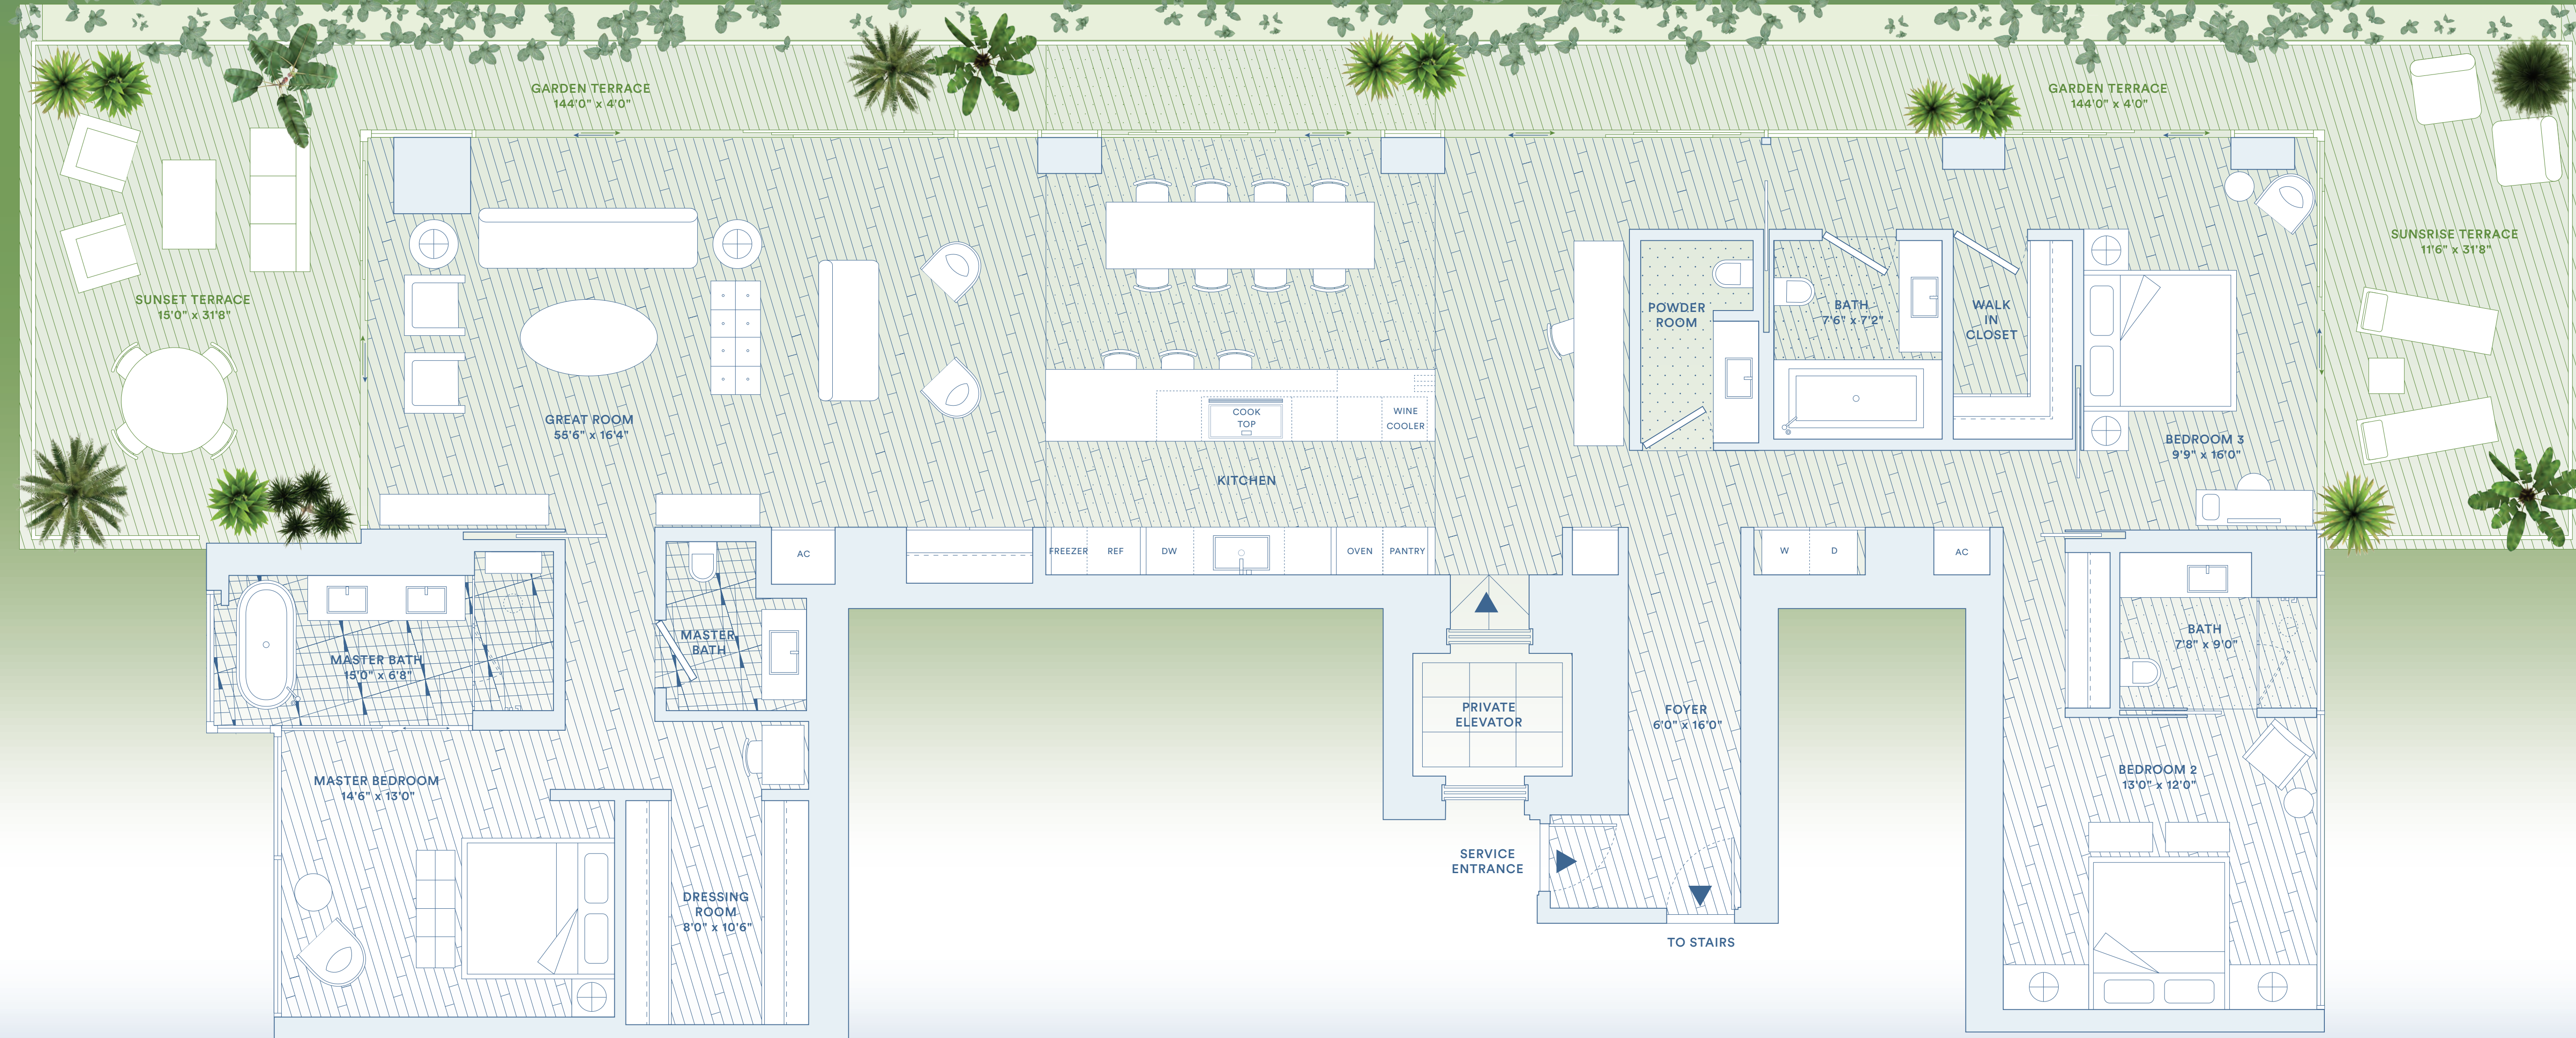 GARDEN TERRACE
144'0" x 4'0"
GARDEN TERRACE
144'0" x 4'0"
SUNSRISE TERRACE
11'6" x 31'8"
SUNSET TERRACE
15'0" x 31'8"
POWDER
ROOM
BATH
7'6" x 7'2"
WALK
IN
CLOSET
GREAT ROOM
55'6" x 16'4"
COOK
TOP
WINE
COOLER
BEDROOM 3
9'9" x 16'0"
KITCHEN
AC
FREEZER
REF
DW
OVEN
PANTRY
W
D
AC
MASTER BATH
15'0" x 6'8"
MASTER
BATH
BATH
7'8" x 9'0"
PRIVATE
ELEVATOR
FOYER
6'0" x 16'0"
MASTER BEDROOM
14'6" x 13'0"
BEDROOM 2
13'0" x 12'0"
SERVICE
ENTRANCE
DRESSING
ROOM
8'0" x 10'6"
TO STAIRS